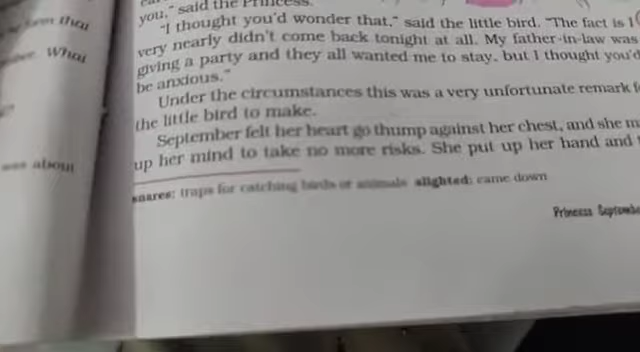 that
What
was about
you," said the Princess.
"I thought you'd wonder that," said the little bird. "The fact is I
very nearly didn't come back tonight at all. My father-in-law was
giving a party and they all wanted me to stay, but I thought you'd
be anxious."
Under the circumstances this was a very unfortunate remark
the little bird to make.
September felt her heart go thump against her chest, and she
up her mind to take no more risks. She put up her hand and
snares: traps for catching birds or animals alighted: came down
Princess